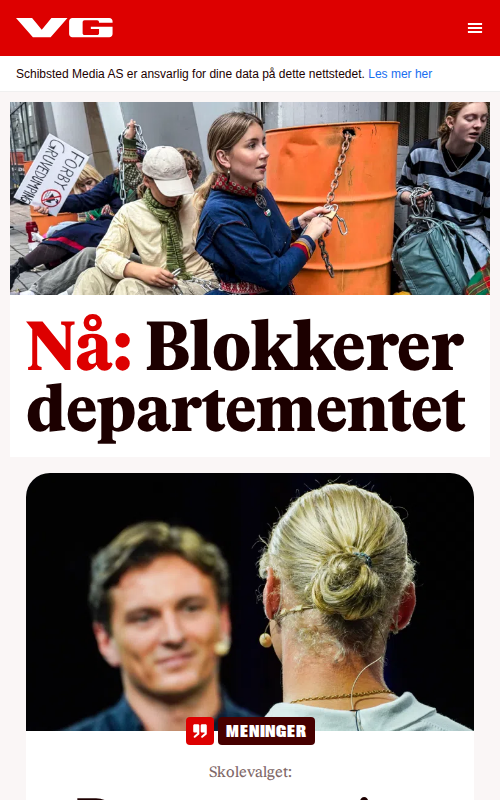 VG
Schibsted Media AS er ansvarlig for dine data på dette nettstedet. Les mer her
FORBY
GRUVEDUMPING
Nå: Blokkerer
departementet
MENINGER
Skolevalget: